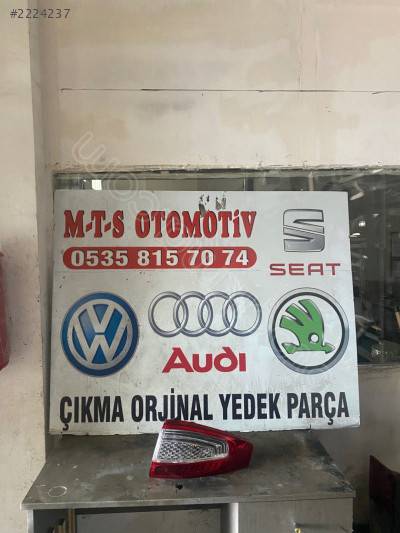 #2224237
M-T-S OTOMOTİV
0535 815 70 74
SEAT
Audi
ÇIKMA ORJİNAL YEDEK PARÇA